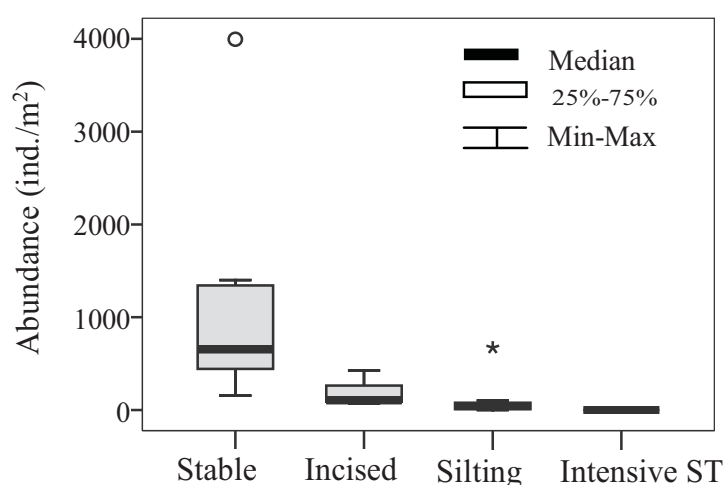 Abundance (ind./m²)
4000
3000
2000
1000
0
Median
25%-75%
Min-Max
Stable
Incised
Silting
Intensive ST